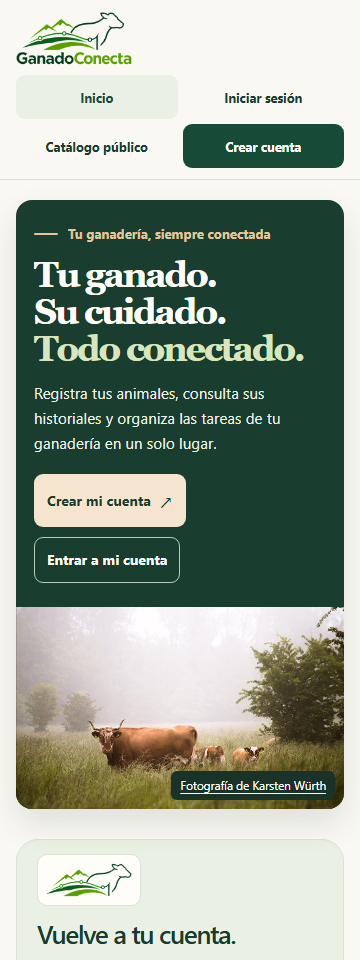 GanadoConecta
Inicio
Iniciar sesión
Catálogo público
Crear cuenta
Tu ganadería, siempre conectada
Tu ganado.
Su cuidado.
Todo conectado.
Registra tus animales, consulta sus
historiales y organiza las tareas de tu
ganadería en un solo lugar.
Crear mi cuenta ↗
Entrar a mi cuenta
Fotografía de Karsten Würth
Vuelve a tu cuenta.